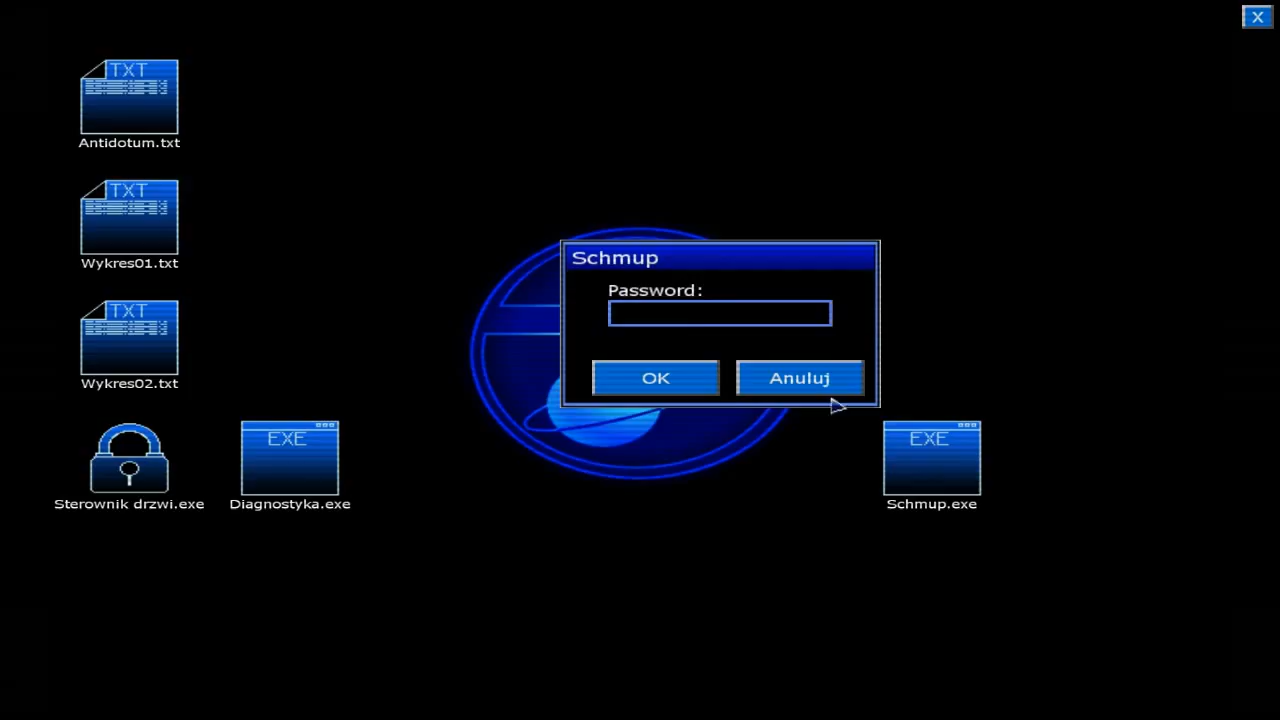 X
TXT
Antidotum.txt
TXT
Wykres01.txt
TXT
Wykres02.txt
Schmup
Password:
OK
Anuluj
Sterownik drzwi.exe
EXE
Diagnostyka.exe
EXE
Schmup.exe